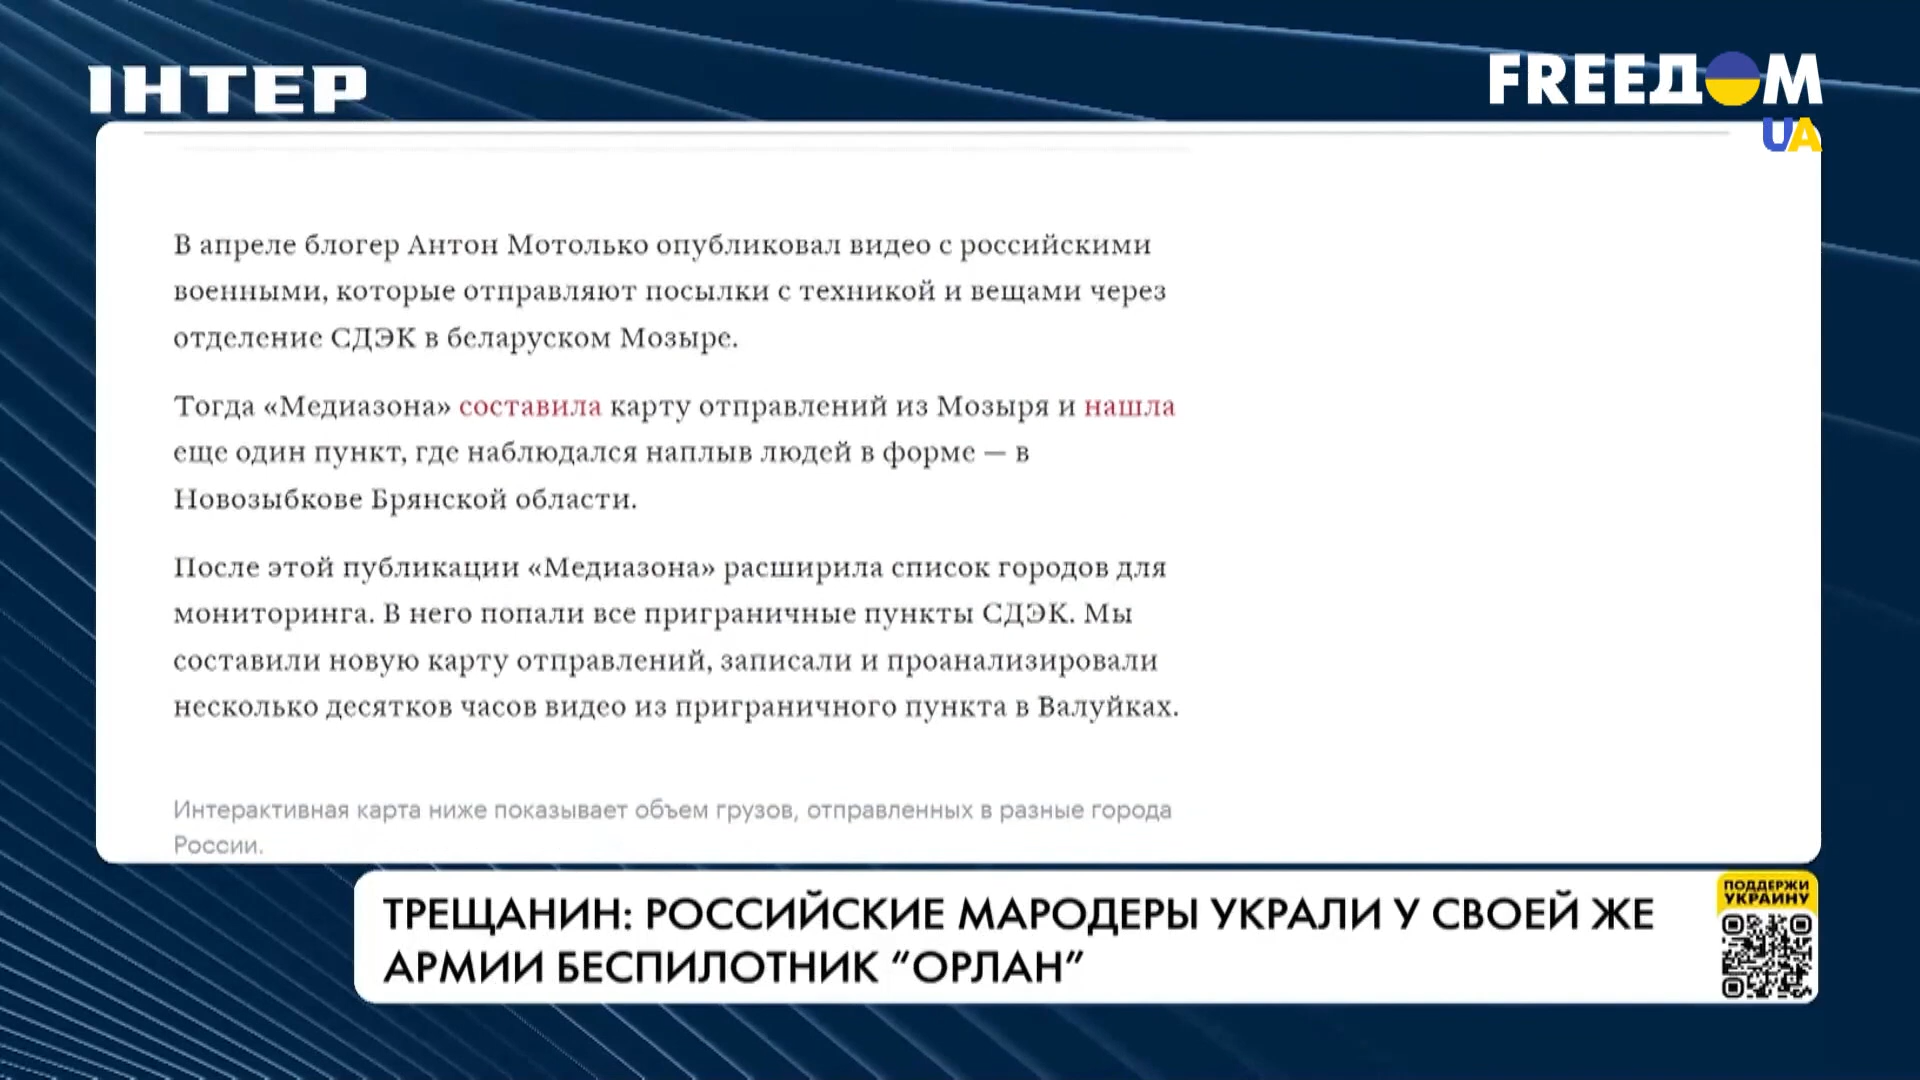 ІНТЕР
FREEДOM
UA
В апреле блогер Антон Мотолько опубликовал видео с российскими
военными, которые отправляют посылки с техникой и вещами через
отделение СДЭК в беларуском Мозыре.
Тогда «Медиазона» составила карту отправлений из Мозыря и нашла
еще один пункт, где наблюдался наплыв людей в форме — в
Новозыбкове Брянской области.
После этой публикации «Медиазона» расширила список городов для
мониторинга. В него попали все приграничные пункты СДЭК. Мы
составили новую карту отправлений, записали и проанализировали
несколько десятков часов видео из приграничного пункта в Валуйках.
Интерактивная карта ниже показывает объем грузов, отправленных в разные города
России.
ТРЕЩАНИН: РОССИЙСКИЕ МАРОДЕРЫ УКРАЛИ У СВОЕЙ ЖЕ
АРМИИ БЕСПИЛОТНИК “ОРЛАН”
ПОДДЕРЖИ
УКРАИНУ